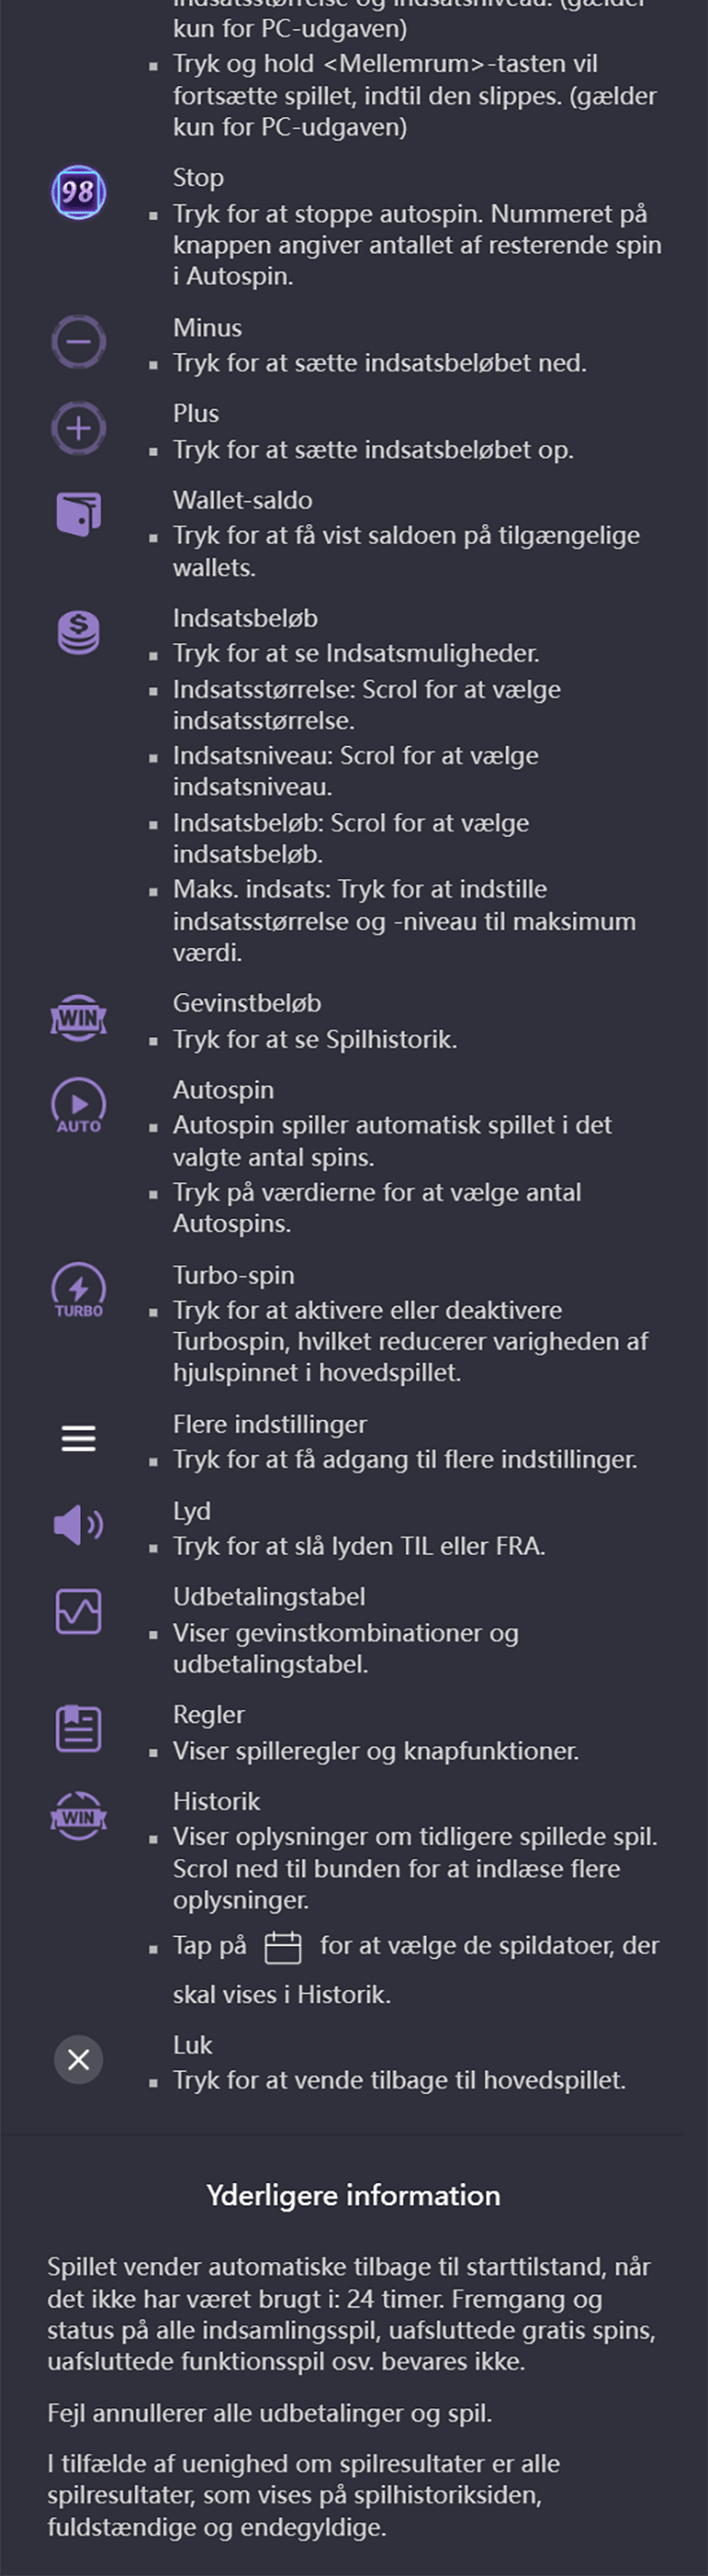 indsatsstørrelse og indsatsniveau. (gælder
kun for PC-udgaven)
Tryk og hold <Mellemrum>-tasten vil
fortsætte spillet, indtil den slippes. (gælder
kun for PC-udgaven)
98
Stop
Tryk for at stoppe autospin. Nummeret på
knappen angiver antallet af resterende spin
i Autospin.
Minus
Tryk for at sætte indsatsbeløbet ned.
Plus
Tryk for at sætte indsatsbeløbet op.
Wallet-saldo
Tryk for at få vist saldoen på tilgængelige
wallets.
$
Indsatsbeløb
Tryk for at se Indsatsmuligheder.
Indsatsstørrelse: Scrol for at vælge
indsatsstørrelse.
Indsatsniveau: Scrol for at vælge
indsatsniveau.
Indsatsbeløb: Scrol for at vælge
indsatsbeløb.
Maks. indsats: Tryk for at indstille
indsatsstørrelse og -niveau til maksimum
værdi.
WIN
Gevinstbeløb
Tryk for at se Spilhistorik.
AUTO
Autospin
Autospin spiller automatisk spillet i det
valgte antal spins.
Tryk på værdierne for at vælge antal
Autospins.
TURBO
Turbo-spin
Tryk for at aktivere eller deaktivere
Turbospin, hvilket reducerer varigheden af
hjulspinnet i hovedspillet.
Flere indstillinger
Tryk for at få adgang til flere indstillinger.
Lyd
Tryk for at slå lyden TIL eller FRA.
Udbetalingstabel
Viser gevinstkombinationer og
udbetalingstabel.
Regler
Viser spilleregler og knapfunktioner.
WIN
Historik
Viser oplysninger om tidligere spillede spil.
Scrol ned til bunden for at indlæse flere
oplysninger.
Tap på for at vælge de spildatoer, der
skal vises i Historik.
Luk
Tryk for at vende tilbage til hovedspillet.
Yderligere information
Spillet vender automatiske tilbage til starttilstand, når
det ikke har været brugt i: 24 timer. Fremgang og
status på alle indsamlingsspil, uafsluttede gratis spins,
uafsluttede funktionsspil osv. bevares ikke.
Fejl annullerer alle udbetalinger og spil.
I tilfælde af uenighed om spilresultater er alle
spilresultater, som vises på spilhistoriksiden,
fuldstændige og endegyldige.